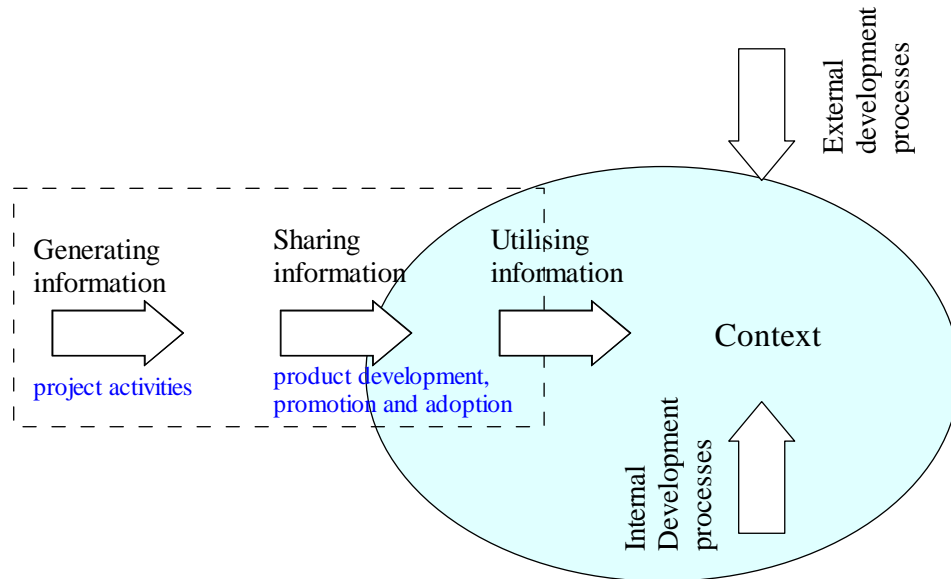 External
development
processes
Generating
information
Sharing
information
Utilising
information
Context
project activities
product development,
promotion and adoption
Internal
Development
processes